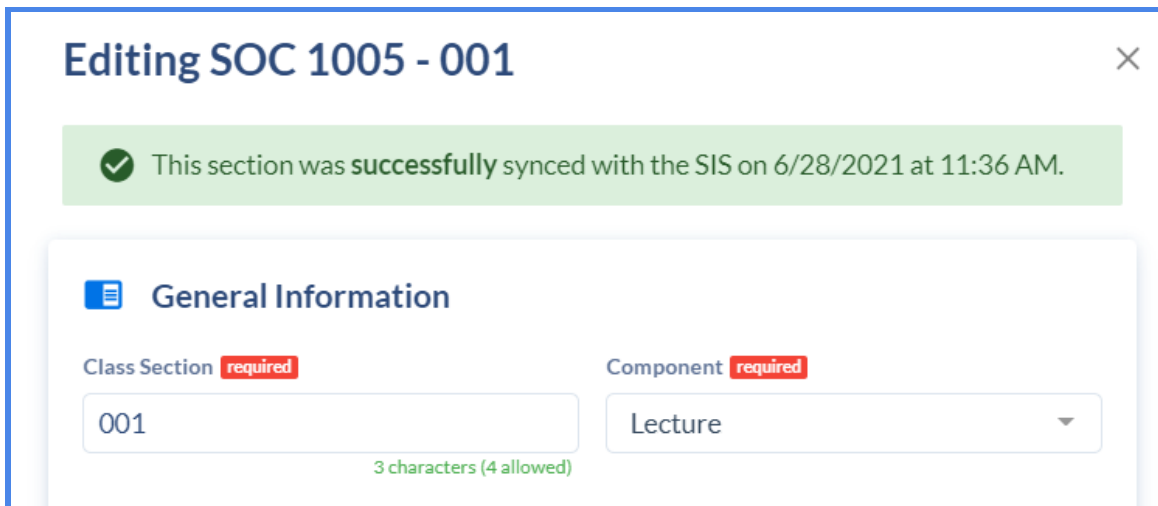 Editing SOC 1005 - 001
This section was successfully synced with the SIS on 6/28/2021 at 11:36 AM.
General Information
Class Section required
Component required
001
Lecture
3 characters (4 allowed)